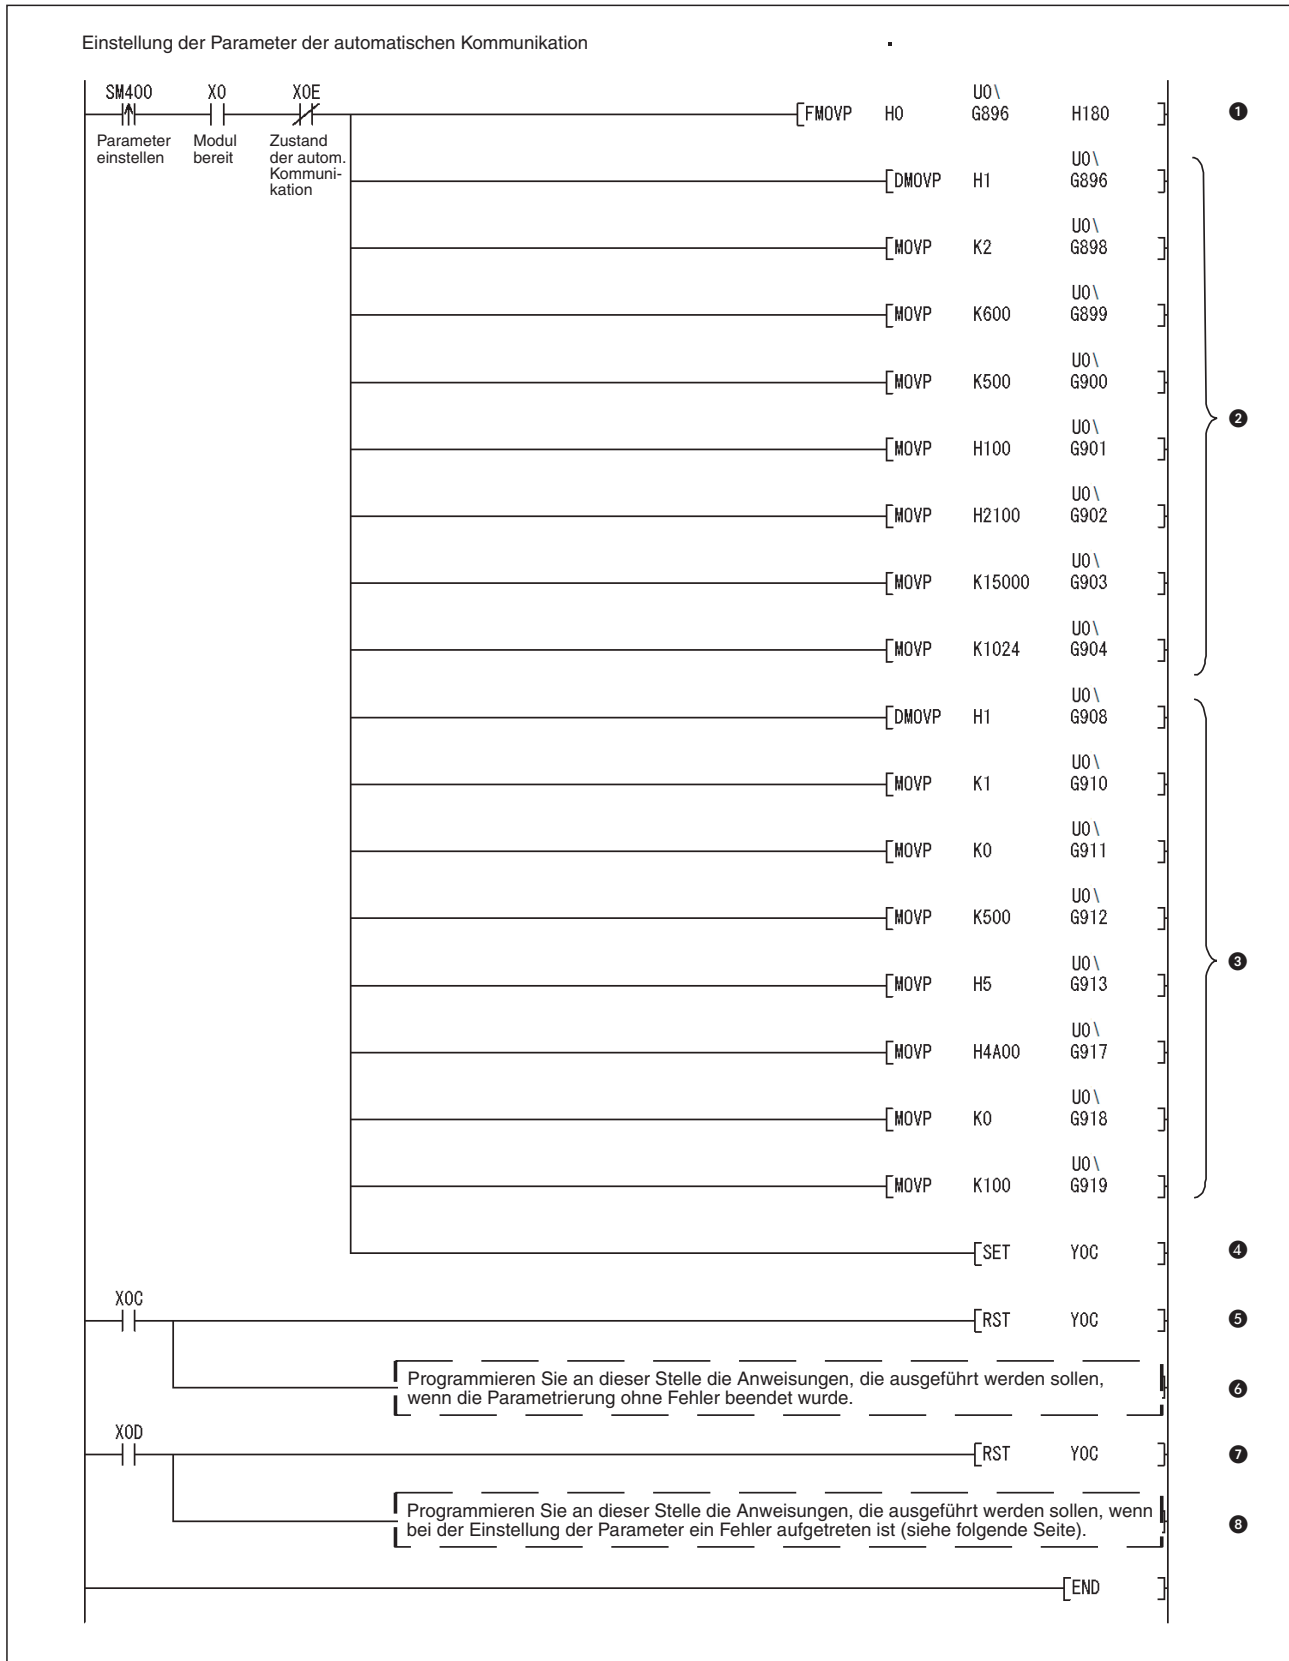 Einstellung der Parameter der automatischen Kommunikation
SM400 X0 X0E
Parameter einstellen
Modul bereit
Zustand der autom. Kommuni-kation
U0\
FMOVP H0 G896 H180 ❶
U0\
DMOVP H1 G896
U0\
MOVP K2 G898
U0\
MOVP K600 G899
U0\
MOVP K500 G900
❷
U0\
MOVP H100 G901
U0\
MOVP H2100 G902
U0\
MOVP K15000 G903
U0\
MOVP K1024 G904
U0\
DMOVP H1 G908
U0\
MOVP K1 G910
U0\
MOVP K0 G911
U0\
MOVP K500 G912
❸
U0\
MOVP H5 G913
U0\
MOVP H4A00 G917
U0\
MOVP K0 G918
U0\
MOVP K100 G919
SET Y0C ❹
X0C
RST Y0C ❺
Programmieren Sie an dieser Stelle die Anweisungen, die ausgeführt werden sollen,
wenn die Parametrierung ohne Fehler beendet wurde. ❻
X0D
RST Y0C ❼
Programmieren Sie an dieser Stelle die Anweisungen, die ausgeführt werden sollen, wenn
bei der Einstellung der Parameter ein Fehler aufgetreten ist (siehe folgende Seite). ❽
END